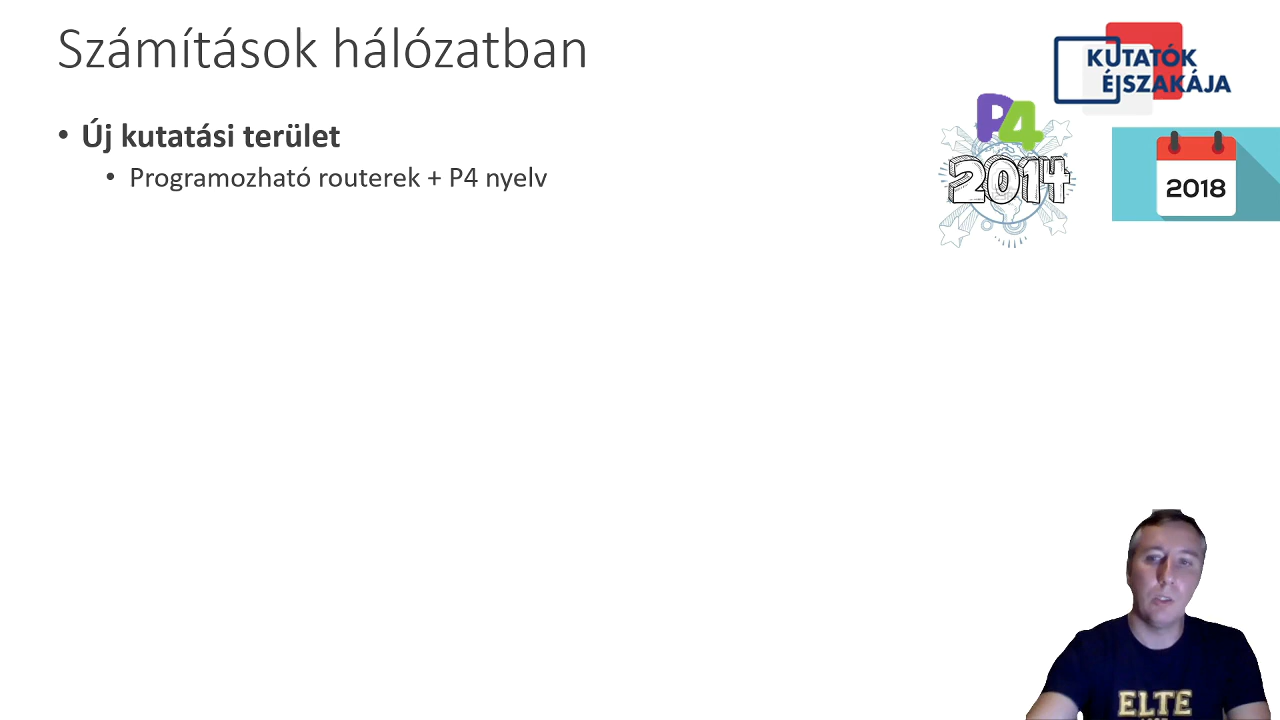 Számítások hálózatban
KUTATÓK
ÉJSZAKÁJA
• Új kutatási terület
• Programozható routerek + P4 nyelv
P4
2014
2018
ELTE